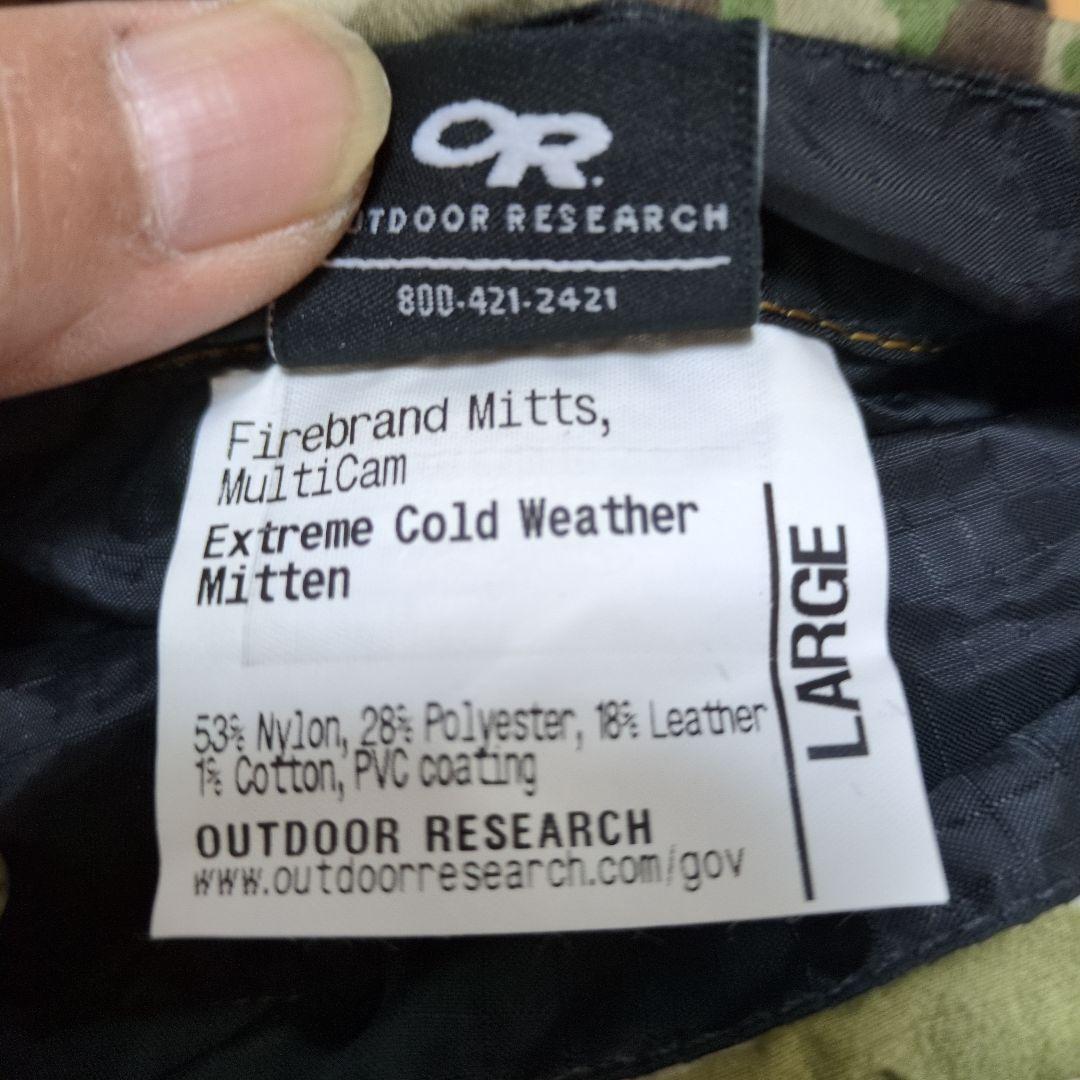 OR.
UTDOOR RESEARCH
800-421-2421
Firebrand Mitts,
MultiCam
Extreme Cold Weather
Mitten
LARGE
53% Nylon, 28% Polyester, 18% Leather
1% Cotton, PVC coating
OUTDOOR RESEARCH
www.outdoorresearch.com/gov